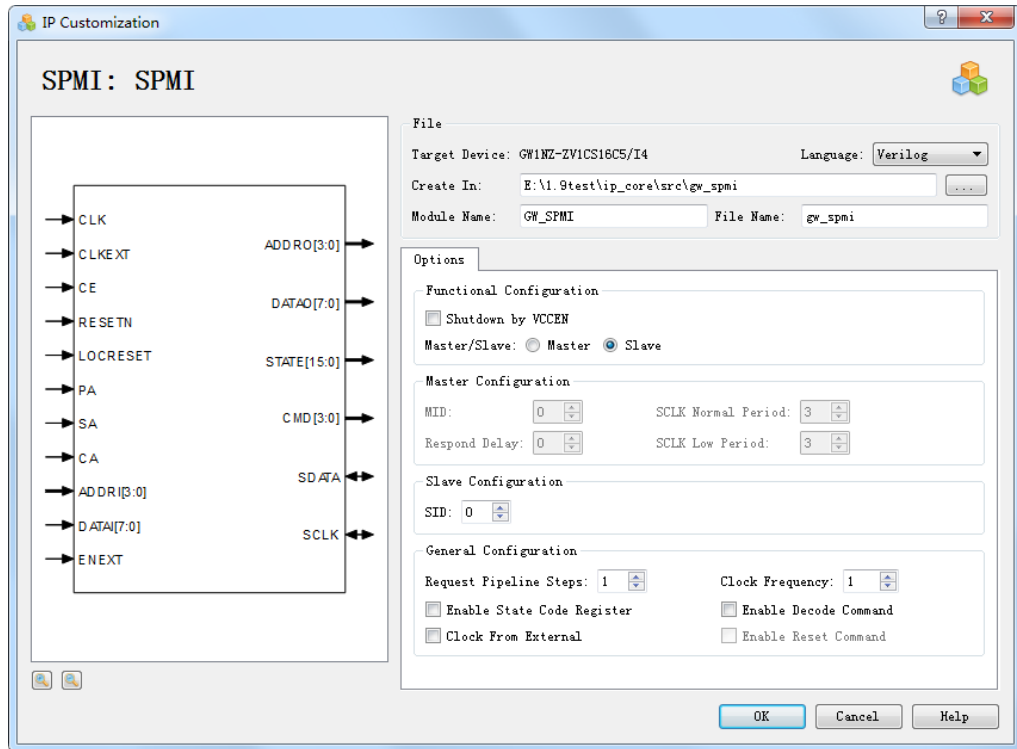 IP Customization
SPMI: SPMI
CLK
CLKEXT
CE
RESETN
LOCRESET
PA
SA
CA
ADDRI[3:0]
DATAI[7:0]
ENEXT
ADDRO[3:0]
DATAO[7:0]
STATE[15:0]
CMD[3:0]
SDATA
SCLK
File
Target Device: GW1NZ-ZV1CS16C5/I4 Language: Verilog
Create In: E:\1.9test\ip_core\src\gw_spmi ...
Module Name: GW_SPMI File Name: gw_spmi
Options
Functional Configuration
Shutdown by VCCEN
Master/Slave: Master Slave
Master Configuration
MID: 0 SCLK Normal Period: 3
Respond Delay: 0 SCLK Low Period: 3
Slave Configuration
SID: 0
General Configuration
Request Pipeline Steps: 1 Clock Frequency: 1
Enable State Code Register Enable Decode Command
Clock From External Enable Reset Command
OK Cancel Help